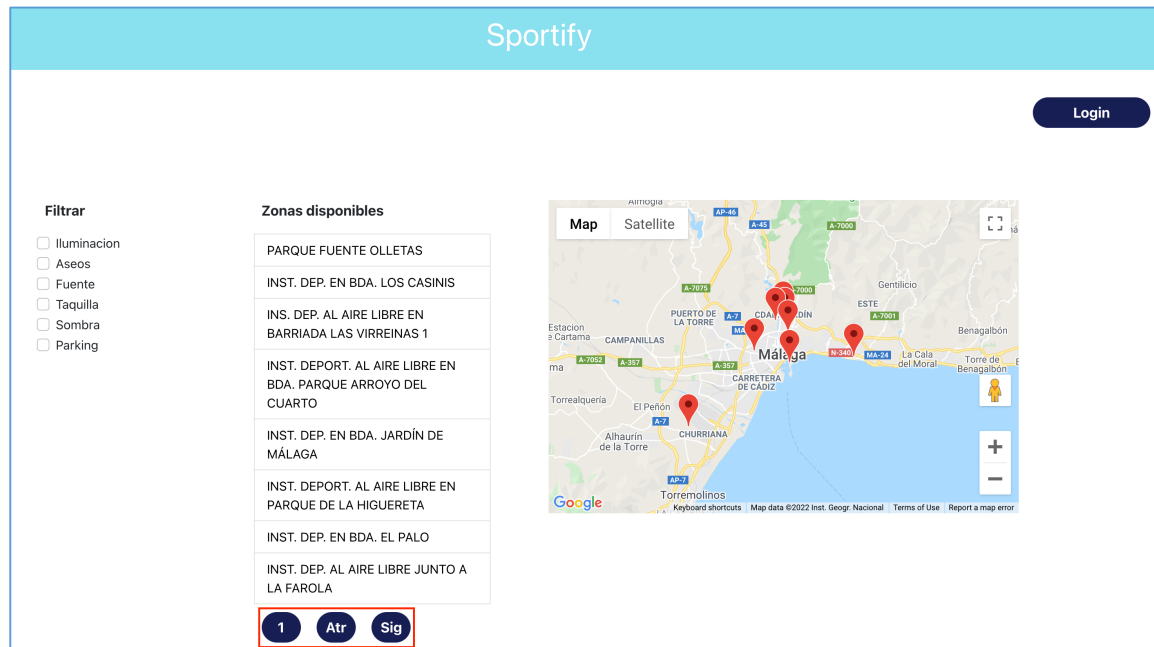 Sportify
Login
Filtrar
Iluminacion
Aseos
Fuente
Taquilla
Sombra
Parking
Zonas disponibles
PARQUE FUENTE OLLETAS
INST. DEP. EN BDA. LOS CASINIS
INS. DEP. AL AIRE LIBRE EN
BARRIADA LAS VIRREINAS 1
INST. DEPORT. AL AIRE LIBRE EN
BDA. PARQUE ARROYO DEL
CUARTO
INST. DEP. EN BDA. JARDÍN DE
MÁLAGA
INST. DEPORT. AL AIRE LIBRE EN
PARQUE DE LA HIGUERETA
INST. DEP. EN BDA. EL PALO
INST. DEP. AL AIRE LIBRE JUNTO A
LA FAROLA
1 Atr Sig
Map Satellite
Almogía
AP-46
A-45
A-7000
A-7075
A-7000
Gentilicio
PUERTO DE
LA TORRE
A-7
ESTE
A-7001
Estacion
e Cartama
CAMPANILLAS
Benagalbón
Málaga
N-340
MA-24
La Cala
del Moral
Torre de
Benagalbón
A-7052
A-357
A-357
CARRETERA
DE CÁDIZ
Torrealquería
El Peñón
A-7
CHURRIANA
Alhaurín
de la Torre
AP-7
Torremolinos
Google
Keyboard shortcuts Map data ©2022 Inst. Geogr. Nacional Terms of Use Report a map error